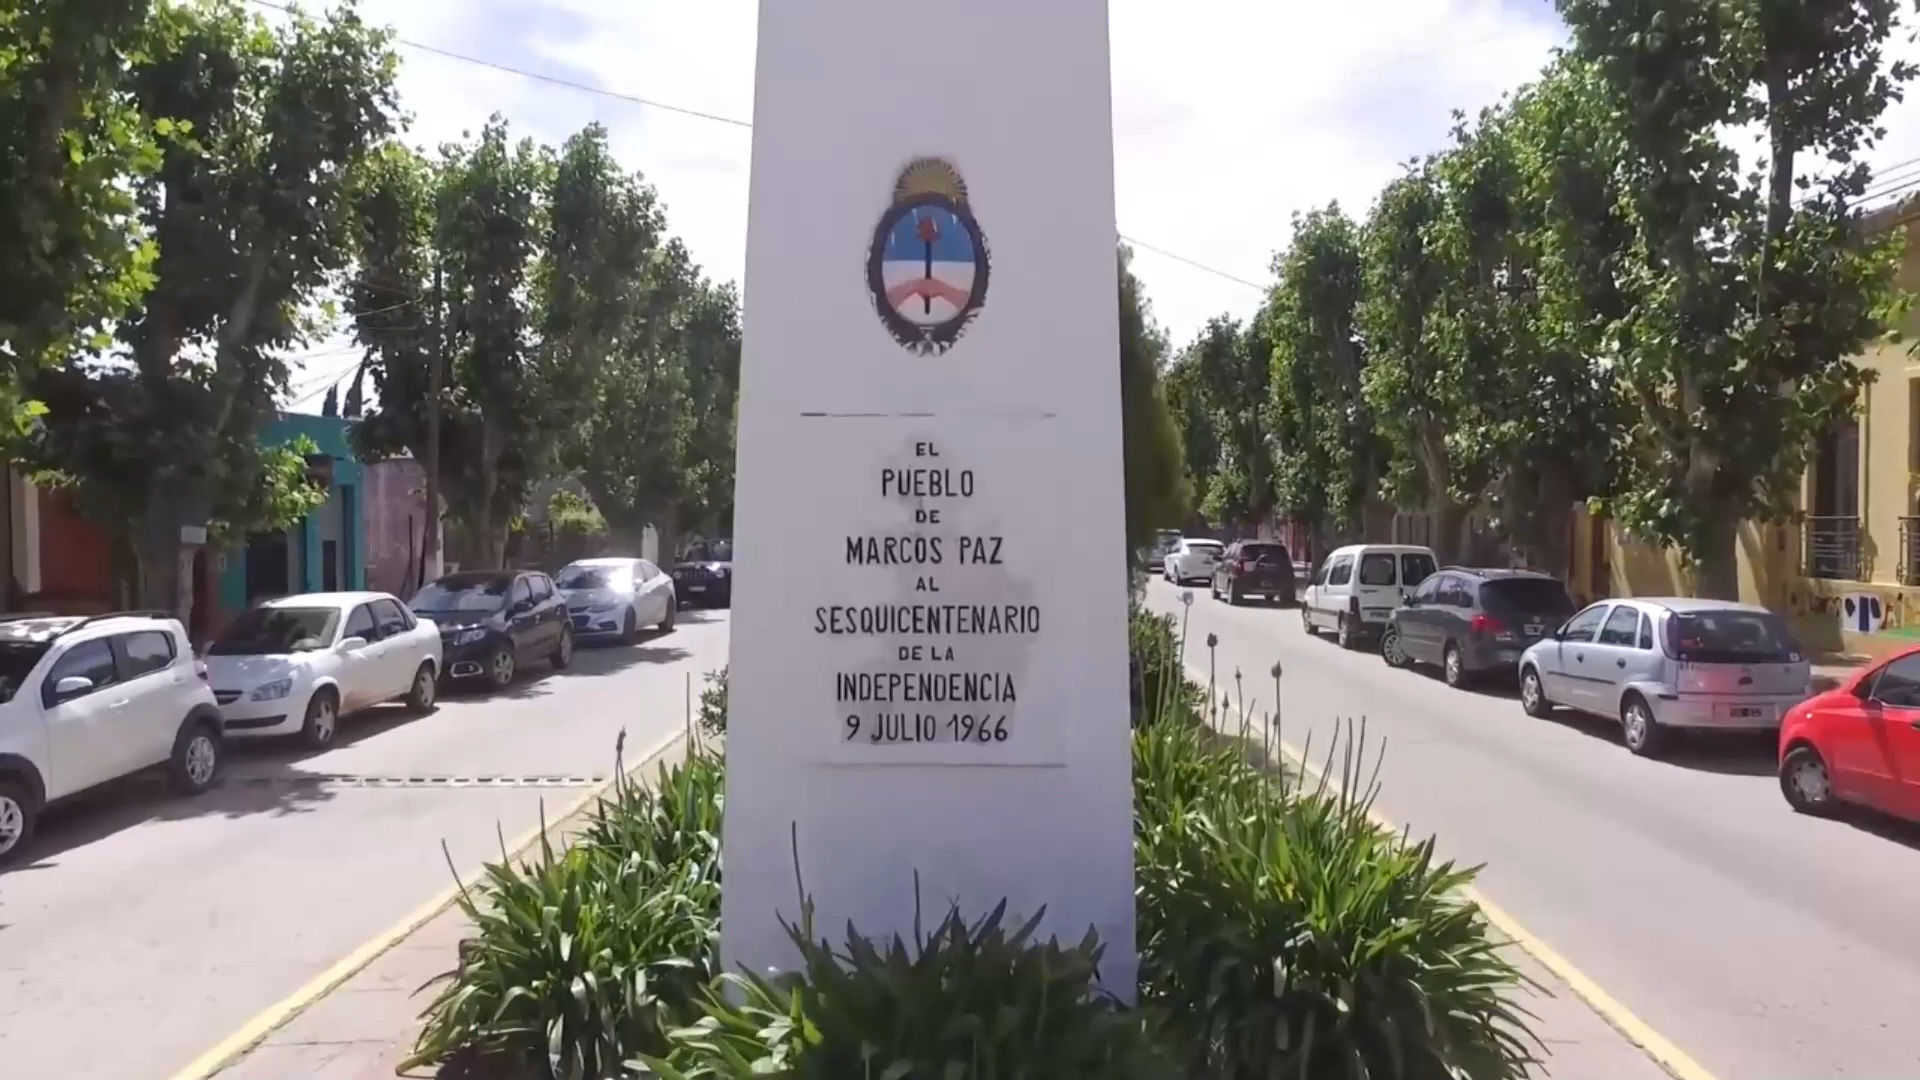 EL
PUEBLO
DE
MARCOS PAZ
AL
SESQUICENTENARIO
DE LA
INDEPENDENCIA
9 JULIO 1966